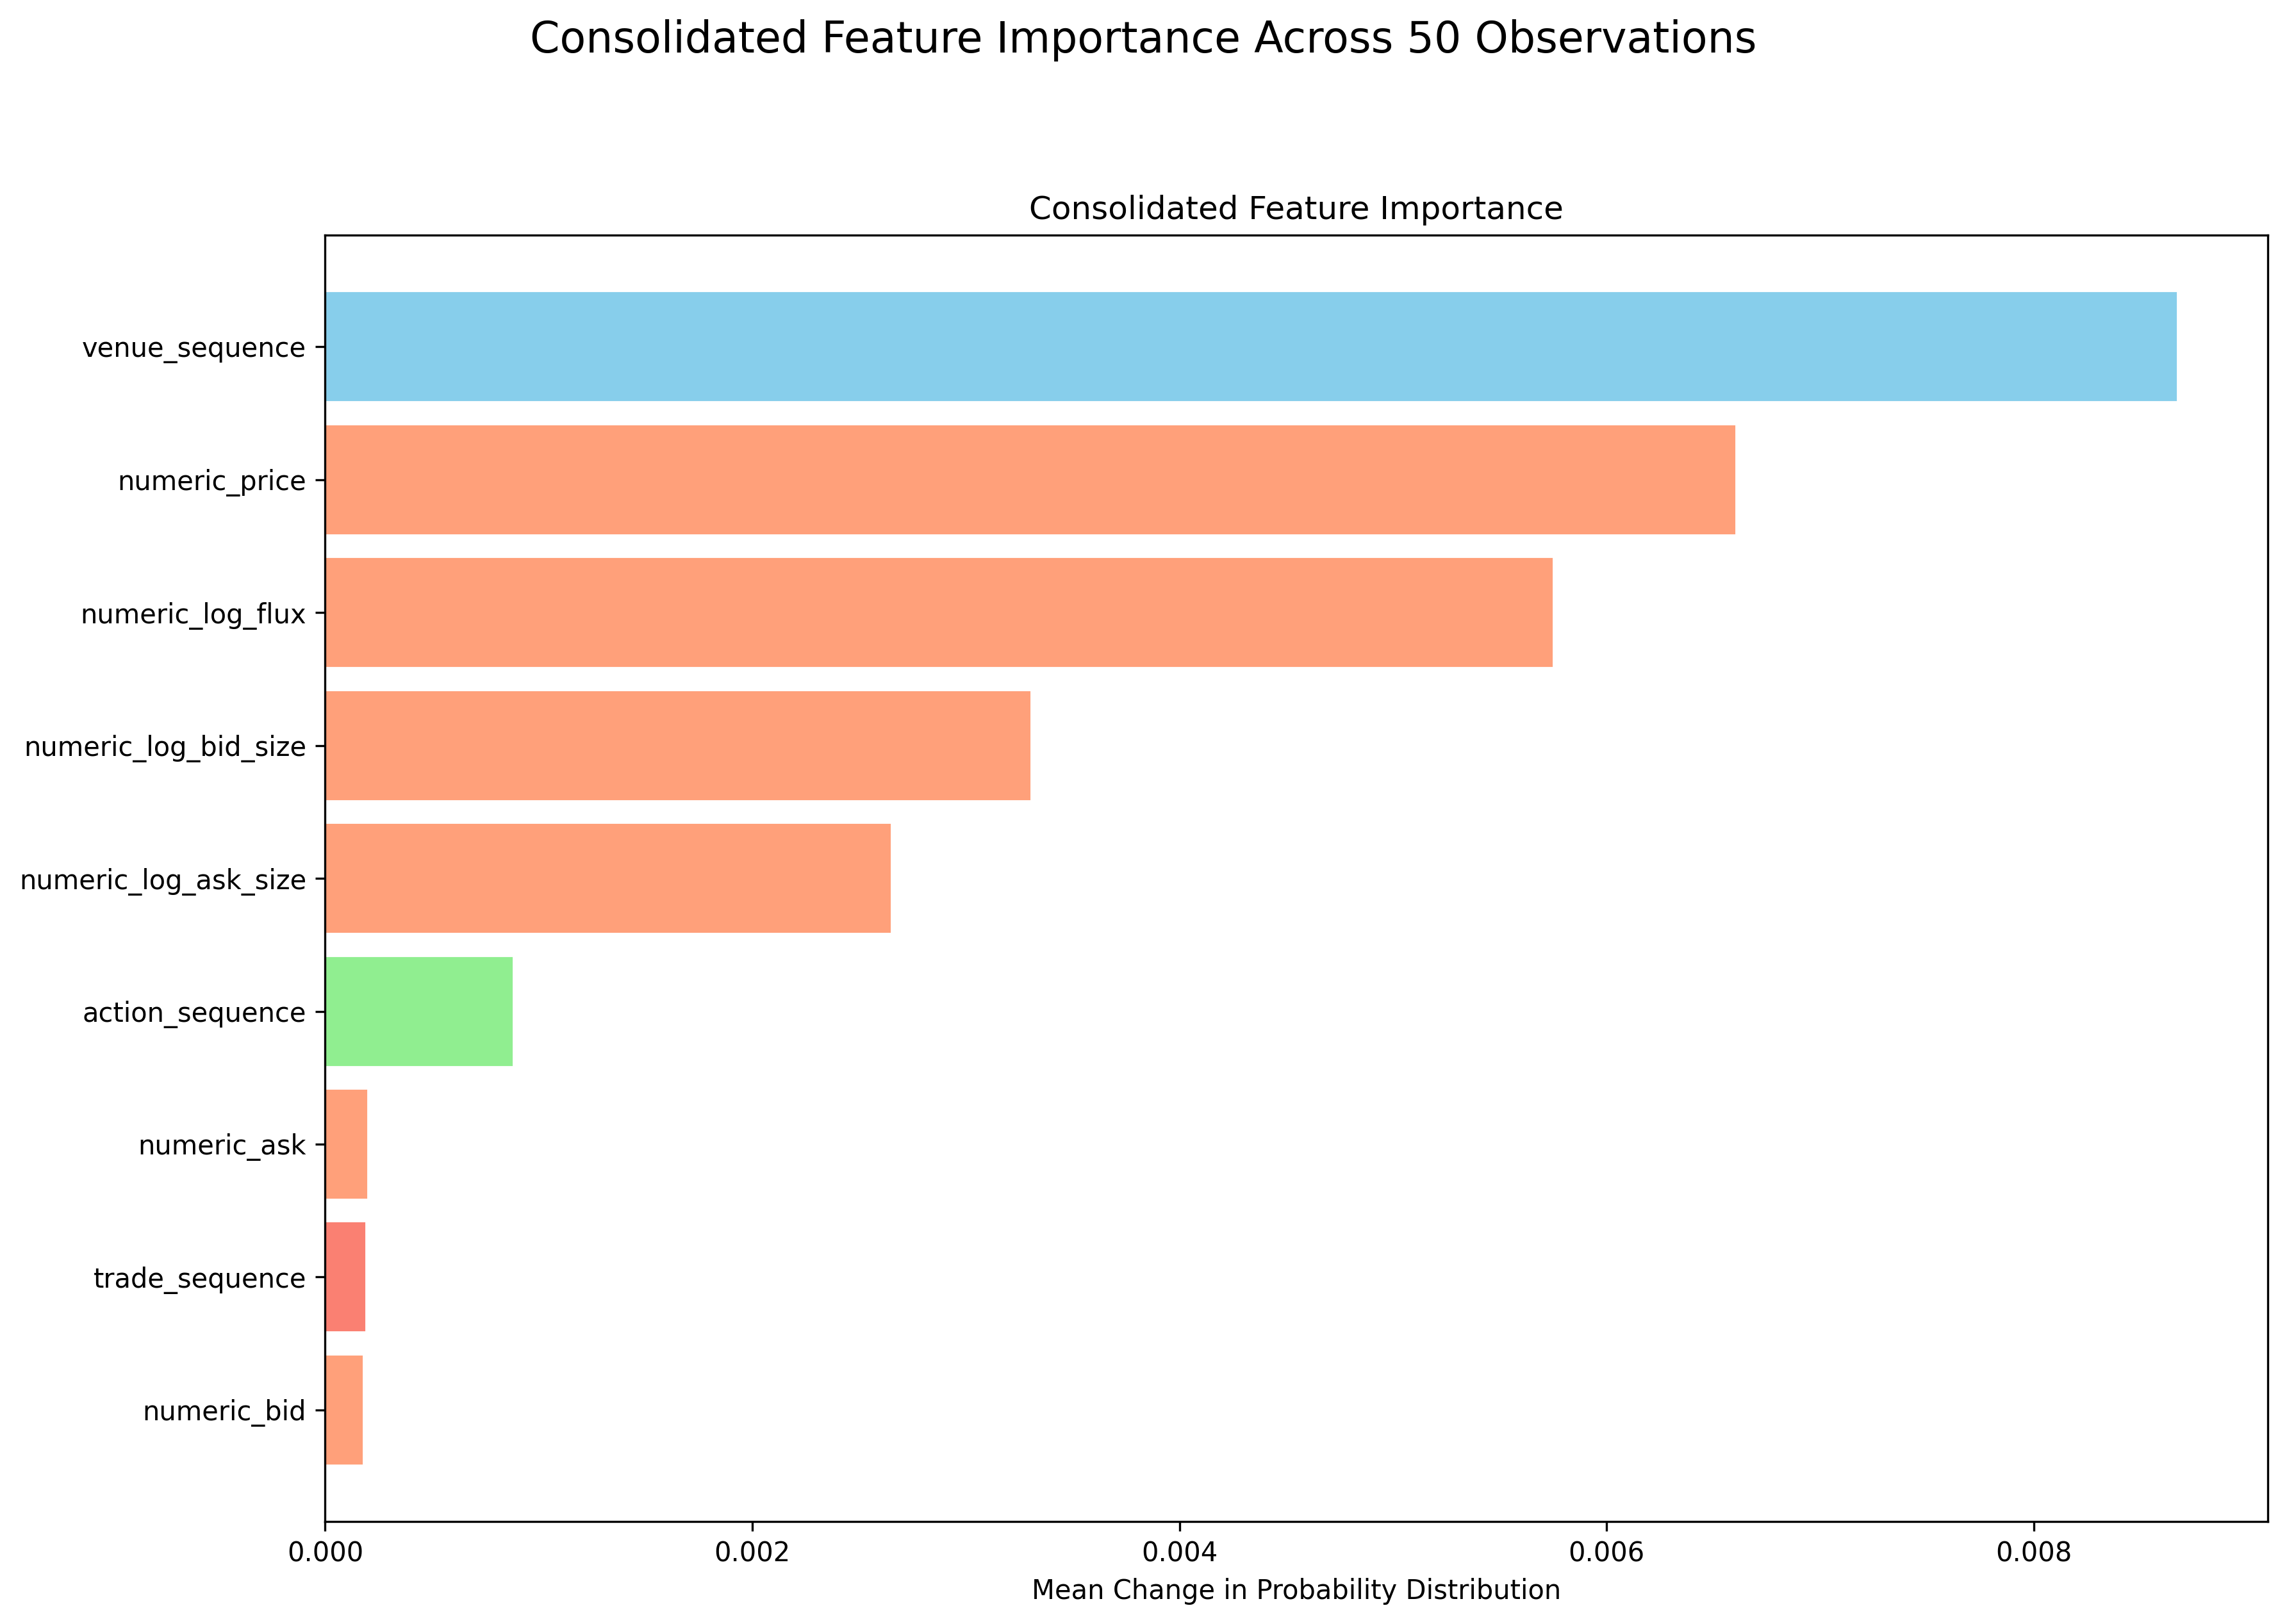 Consolidated Feature Importance Across 50 Observations
Consolidated Feature Importance
venue_sequence
numeric_price
numeric_log_flux
numeric_log_bid_size
numeric_log_ask_size
action_sequence
numeric_ask
trade_sequence
numeric_bid
0.000 0.002 0.004 0.006 0.008
Mean Change in Probability Distribution